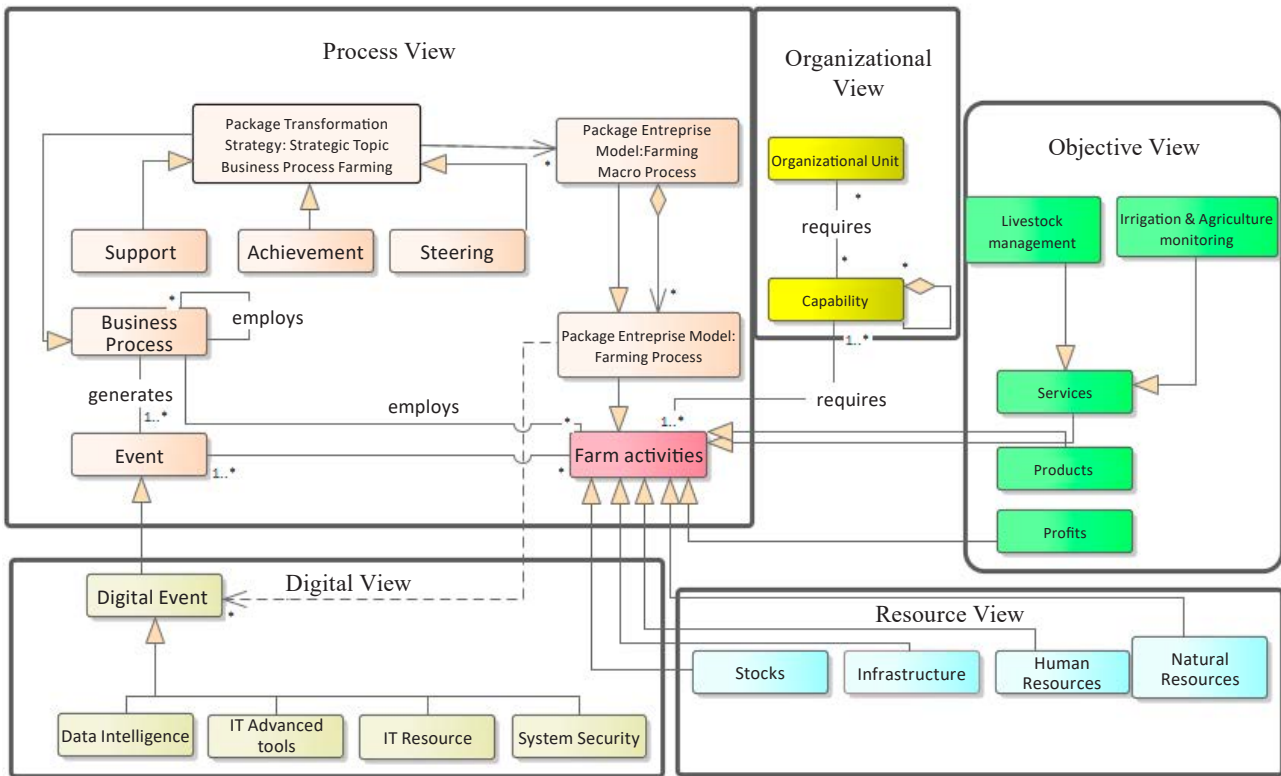 Process View
Package Transformation
Strategy: Strategic Topic
Business Process Farming
Package Entreprise
Model:Farming
Macro Process
*
Support
Achievement
Steering
*
Business
Process
employs
*
Package Entreprise Model:
Farming Process
generates
1..*
employs
*
1..*
Event
1..*
Farm activities
*
Organizational
View
Organizational Unit
*
requires
*
*
Capability
1..*
requires
Objective View
Livestock
management
Irrigation & Agriculture
monitoring
Services
Products
Profits
Digital View
Digital Event
*
Data Intelligence
IT Advanced
tools
IT Resource
System Security
Resource View
Stocks
Infrastructure
Human
Resources
Natural
Resources